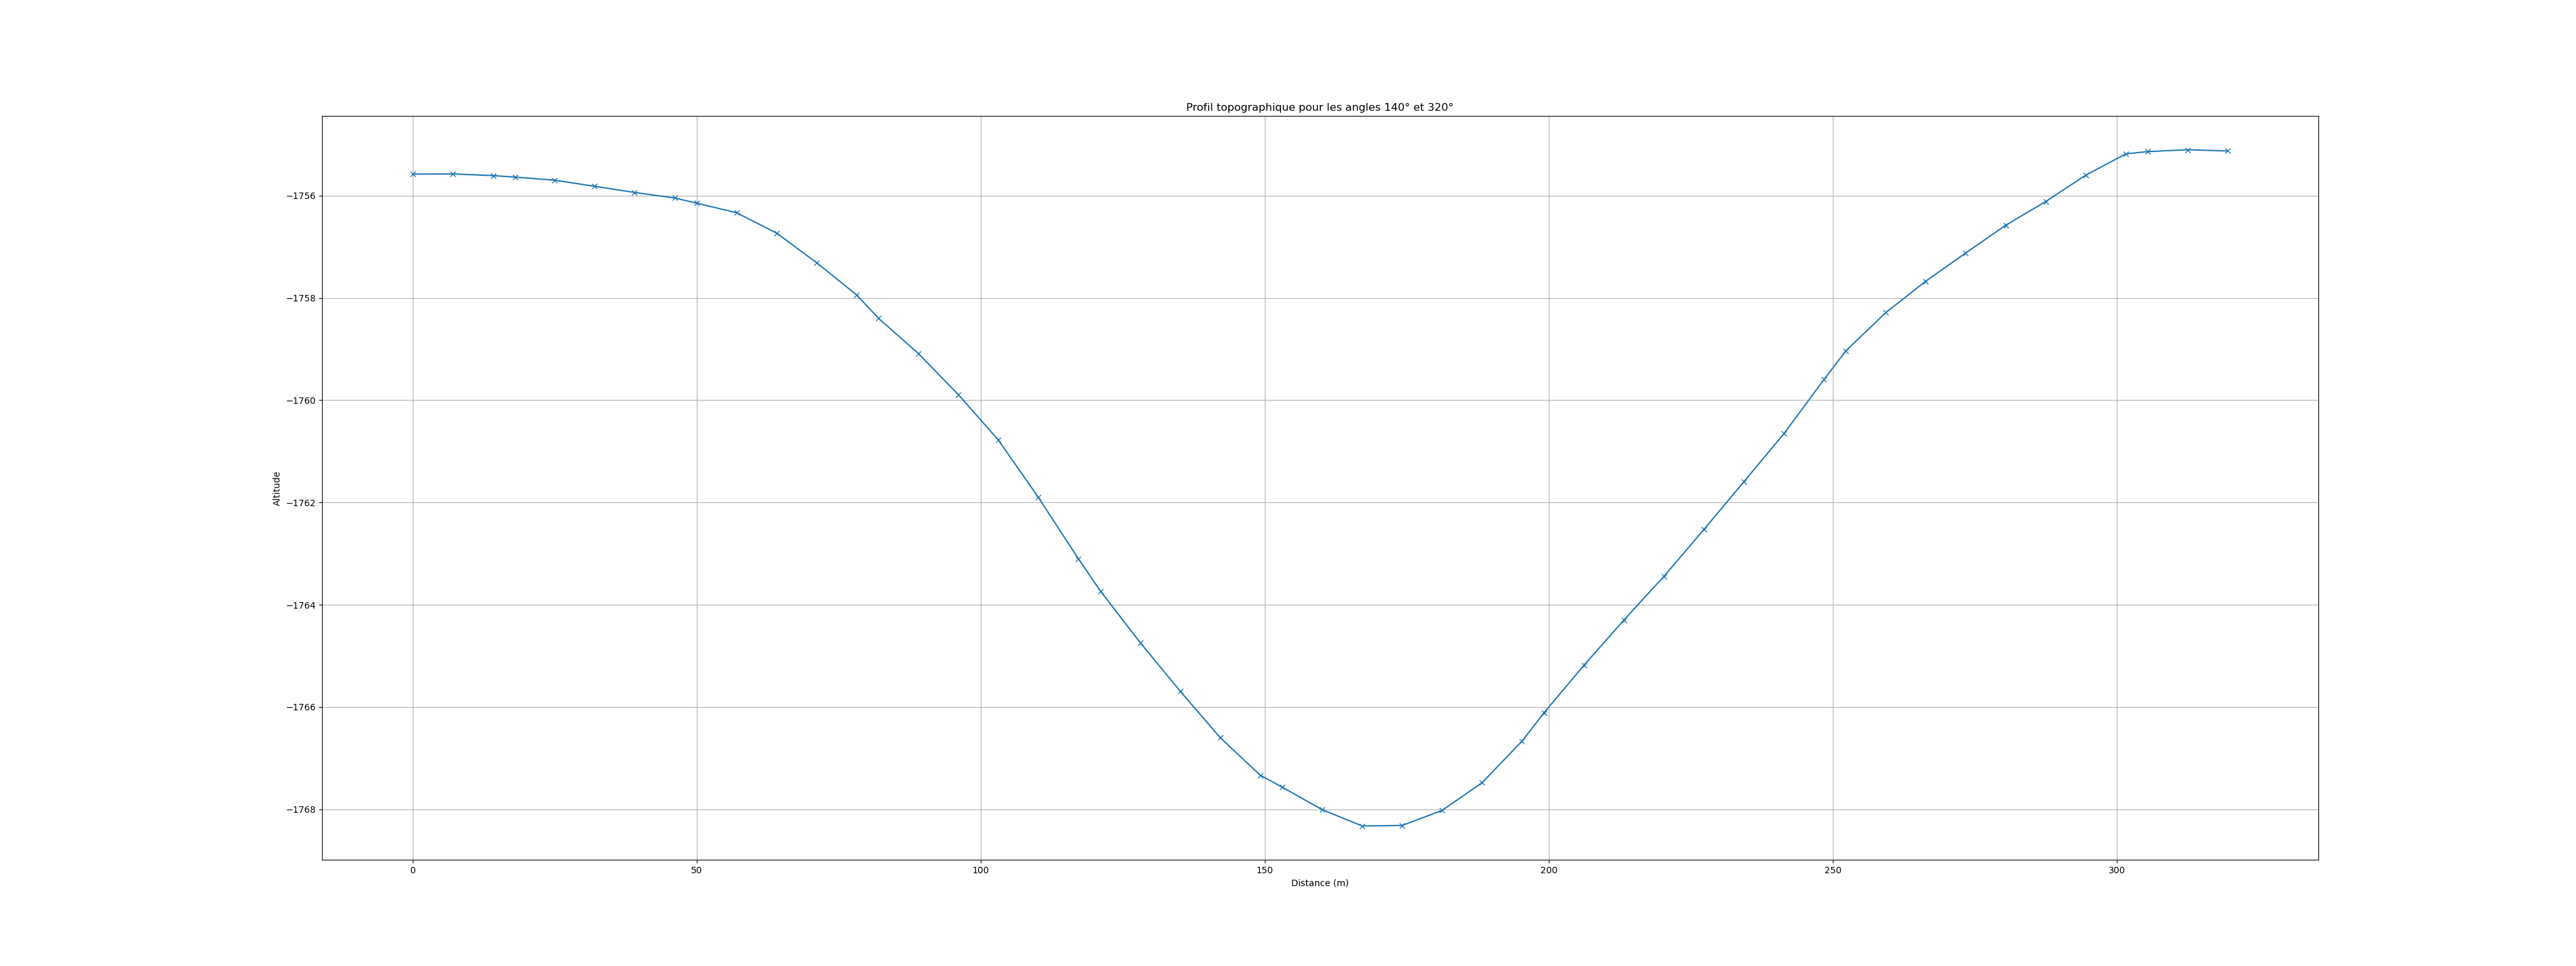 Profil topographique pour les angles 140° et 320°
Altitude
−1756
−1758
−1760
−1762
−1764
−1766
−1768
0 50 100 150 200 250 300
Distance (m)